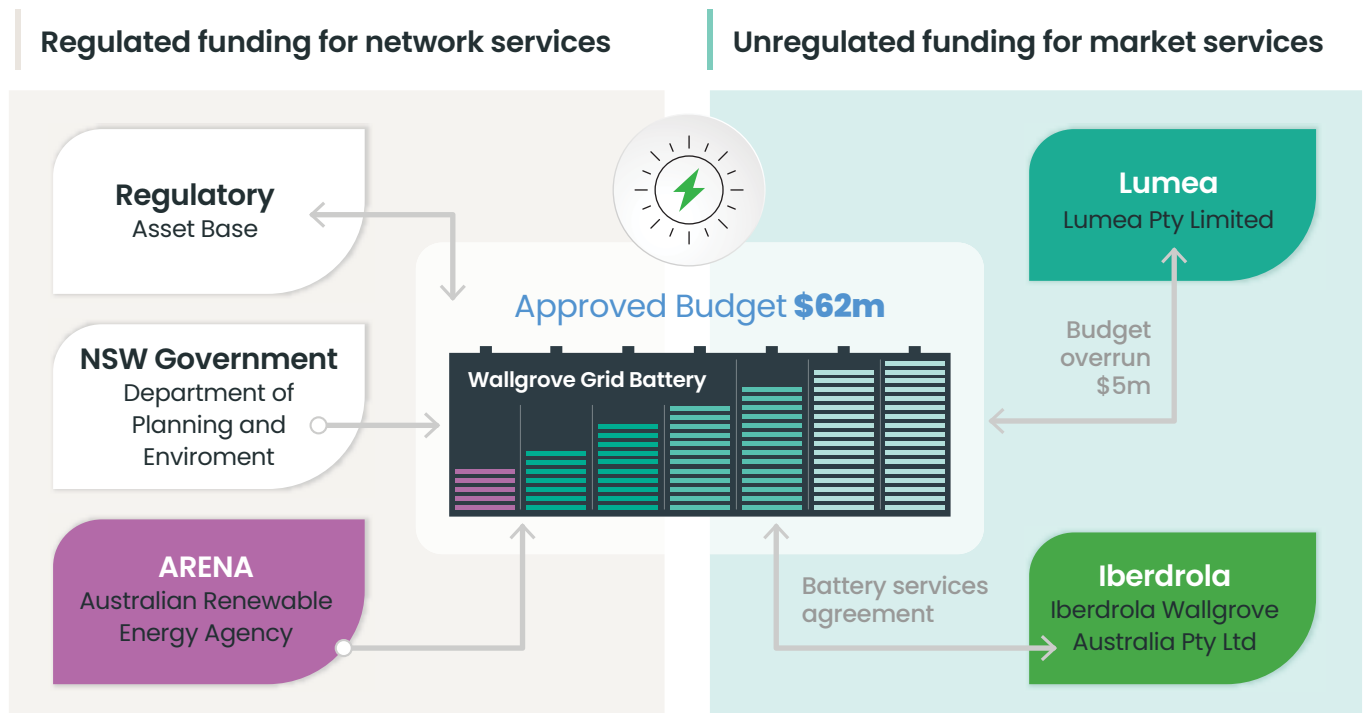 Regulated funding for network services
Unregulated funding for market services
Regulatory
Asset Base
NSW Government
Department of
Planning and
Enviroment
ARENA
Australian Renewable
Energy Agency
Approved Budget $62m
Wallgrove Grid Battery
Lumea
Lumea Pty Limited
Budget
overrun
$5m
Battery services
agreement
Iberdrola
Iberdrola Wallgrove
Australia Pty Ltd